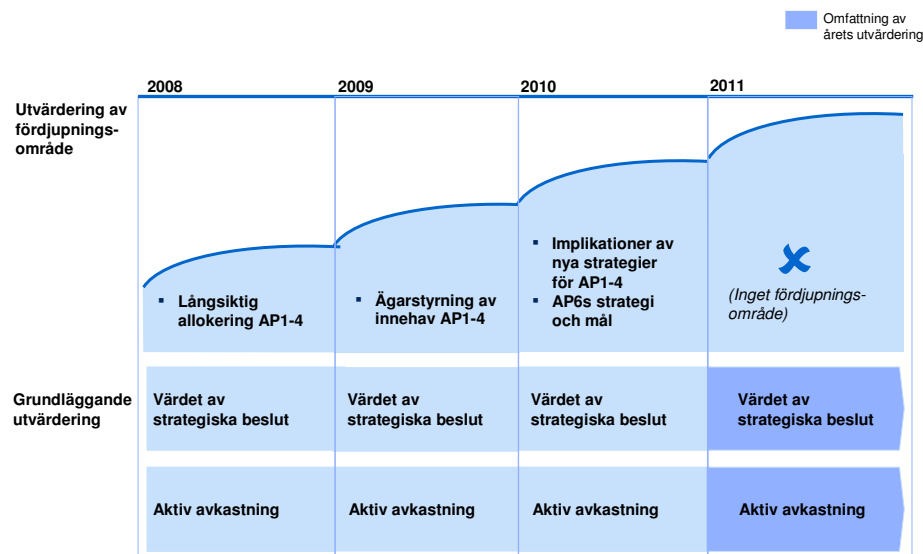 Omfattning av
årets utvärdering
2008
2009
2010
2011
Utvärdering av
fördjupnings-
område
▪ Långsiktig
allokering AP1-4
▪ Ägarstyrning av
innehav AP1-4
▪ Implikationer av
nya strategier
för AP1-4
▪ AP6s strategi
och mål
(Inget fördjupnings-
område)
Grundläggande
utvärdering
Värdet av
strategiska beslut
Värdet av
strategiska beslut
Värdet av
strategiska beslut
Värdet av
strategiska beslut
Aktiv avkastning
Aktiv avkastning
Aktiv avkastning
Aktiv avkastning